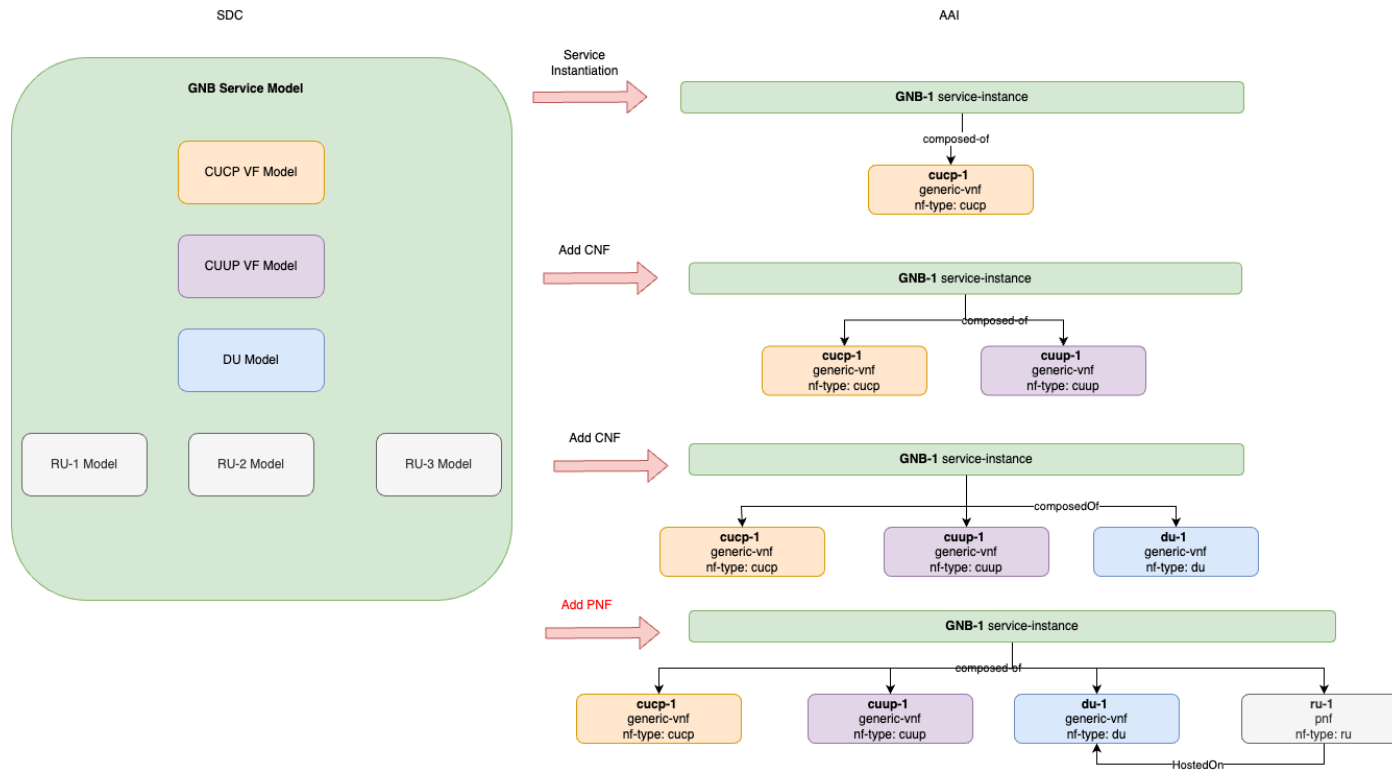 SDC
AAI
GNB Service Model
CUCP VF Model
CUUP VF Model
DU Model
RU-1 Model
RU-2 Model
RU-3 Model
Service
Instantiation
GNB-1 service-instance
composed-of
cucp-1
generic-vnf
nf-type: cucp
Add CNF
GNB-1 service-instance
composed-of
cucp-1
generic-vnf
nf-type: cucp
cuup-1
generic-vnf
nf-type: cuup
Add CNF
GNB-1 service-instance
composedOf
cucp-1
generic-vnf
nf-type: cucp
cuup-1
generic-vnf
nf-type: cuup
du-1
generic-vnf
nf-type: du
Add PNF
GNB-1 service-instance
composed-of
cucp-1
generic-vnf
nf-type: cucp
cuup-1
generic-vnf
nf-type: cuup
du-1
generic-vnf
nf-type: du
ru-1
pnf
nf-type: ru
HostedOn